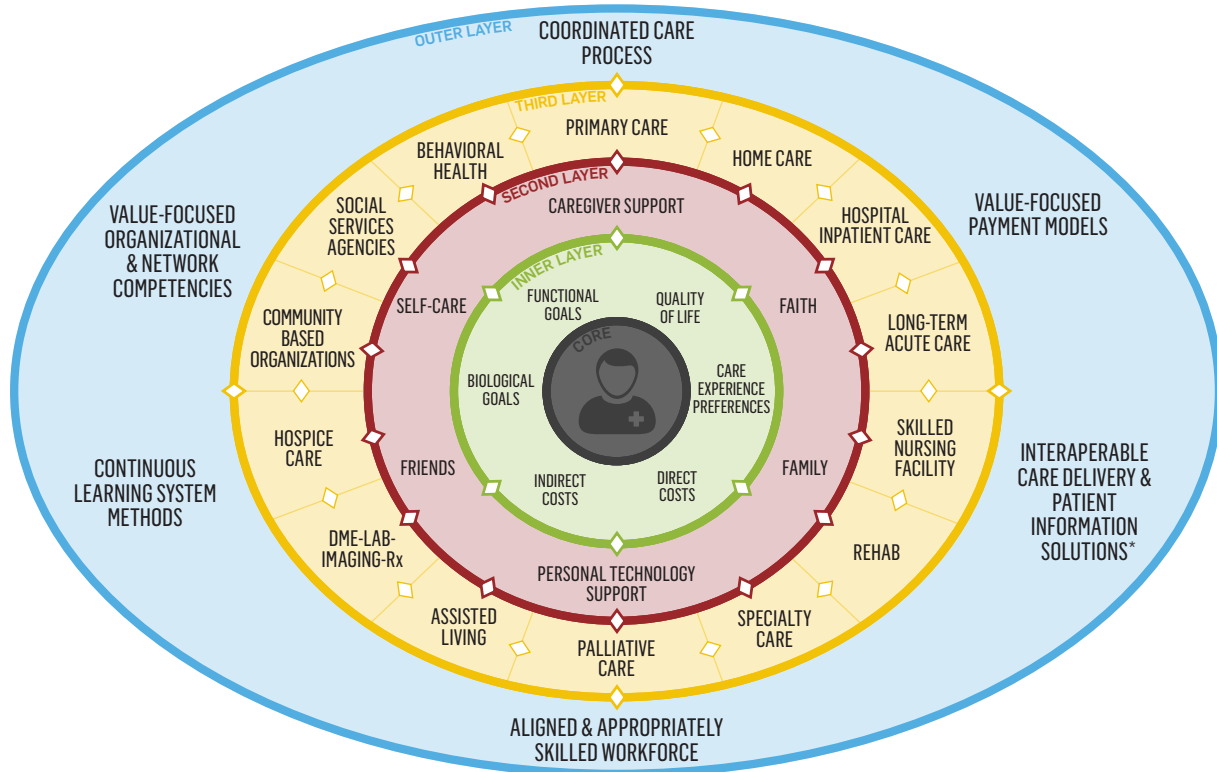 OUTER LAYER
COORDINATED CARE
PROCESS
VALUE-FOCUSED
ORGANIZATIONAL
& NETWORK
COMPETENCIES
VALUE-FOCUSED
PAYMENT MODELS
CONTINUOUS
LEARNING SYSTEM
METHODS
INTERAPERABLE
CARE DELIVERY &
PATIENT
INFORMATION
SOLUTIONS*
ALIGNED & APPROPRIATELY
SKILLED WORKFORCE
THIRD LAYER
PRIMARY CARE
HOME CARE
HOSPITAL
INPATIENT CARE
LONG-TERM
ACUTE CARE
SKILLED
NURSING
FACILITY
REHAB
SPECIALTY
CARE
PALLIATIVE
CARE
ASSISTED
LIVING
DME-LAB-
IMAGING-Rx
HOSPICE
CARE
COMMUNITY
BASED
ORGANIZATIONS
SOCIAL
SERVICES
AGENCIES
BEHAVIORAL
HEALTH
SECOND LAYER
CAREGIVER SUPPORT
FAITH
FAMILY
PERSONAL TECHNOLOGY
SUPPORT
FRIENDS
SELF-CARE
INNER LAYER
FUNCTIONAL
GOALS
QUALITY
OF LIFE
CARE
EXPERIENCE
PREFERENCES
DIRECT
COSTS
INDIRECT
COSTS
BIOLOGICAL
GOALS
CORE